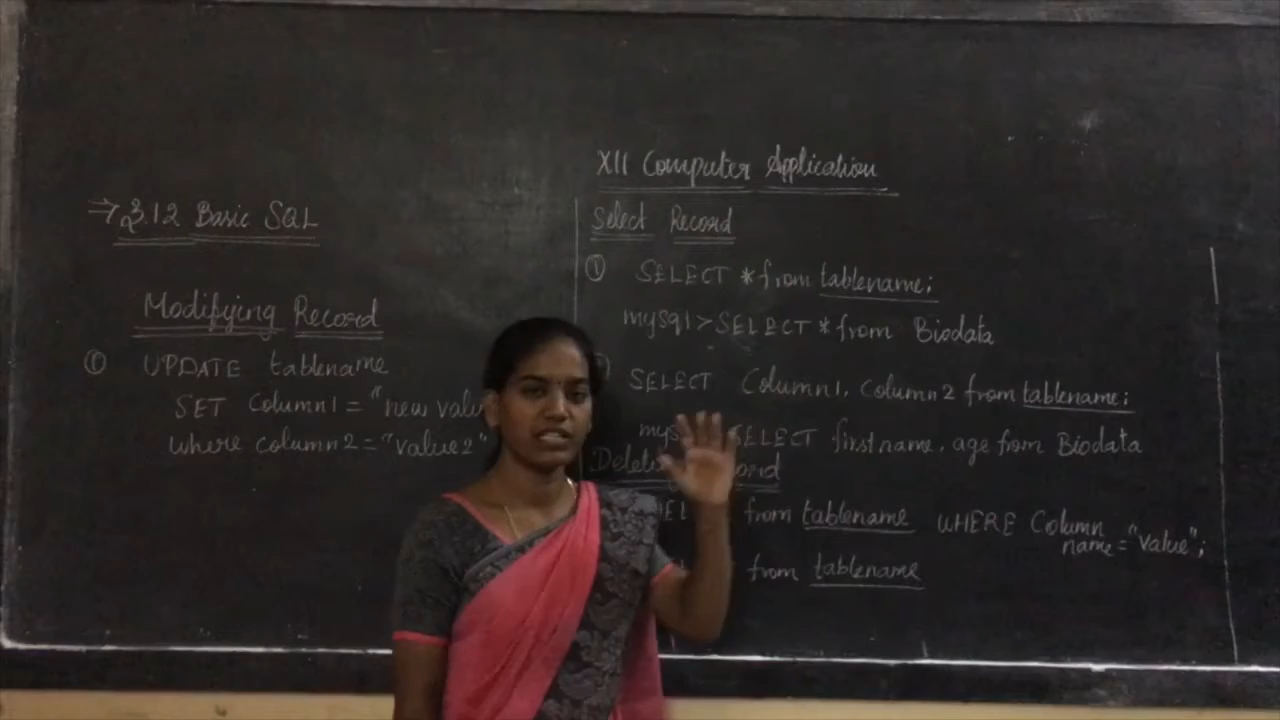 XII Computer Application
⇒ 3.12 Basic SQL
Modifying Record
① UPDATE tablename
SET Column1 = "new valu
where column2 = "value2"
Select Record
① SELECT * from tablename;
mysql>SELECT * from Biodata
SELECT Column1, Column2 from tablename;
mys SELECT firstname, age from Biodata
from tablename WHERE Column
name = "value";
from tablename